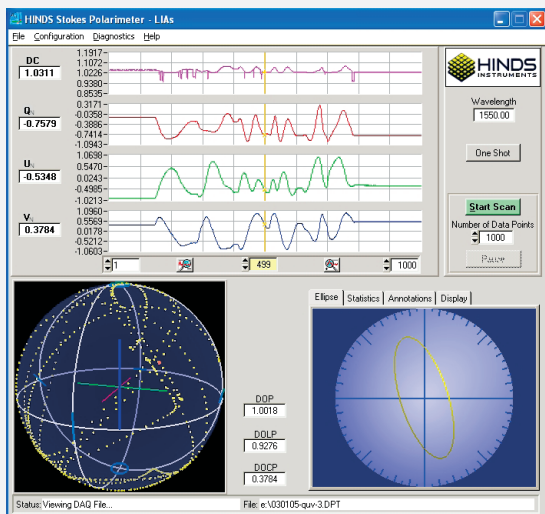 HINDS Stokes Polarimeter - LIAs
File Configuration Diagnostics Help
DC
1.0311
1.1917
1.1072
1.0226
0.9380
0.8535
QN
-0.7579
0.3171
-0.0358
-0.3886
-0.7414
-1.0943
UN
-0.5348
1.0698
0.5470
0.0243
-0.4985
-1.0213
VN
0.3784
1.0960
0.5569
0.0178
-0.5212
-1.0603
1 499 1000
HINDS
INSTRUMENTS
Wavelength
1550.00
One Shot
Start Scan
Number of Data Points
1000
Pause
DOP
1.0018
DOLP
0.9276
DOCP
0.3784
Ellipse Statistics Annotations Display
Status: Viewing DAQ File... File: e:\030105-quv-3.DPT